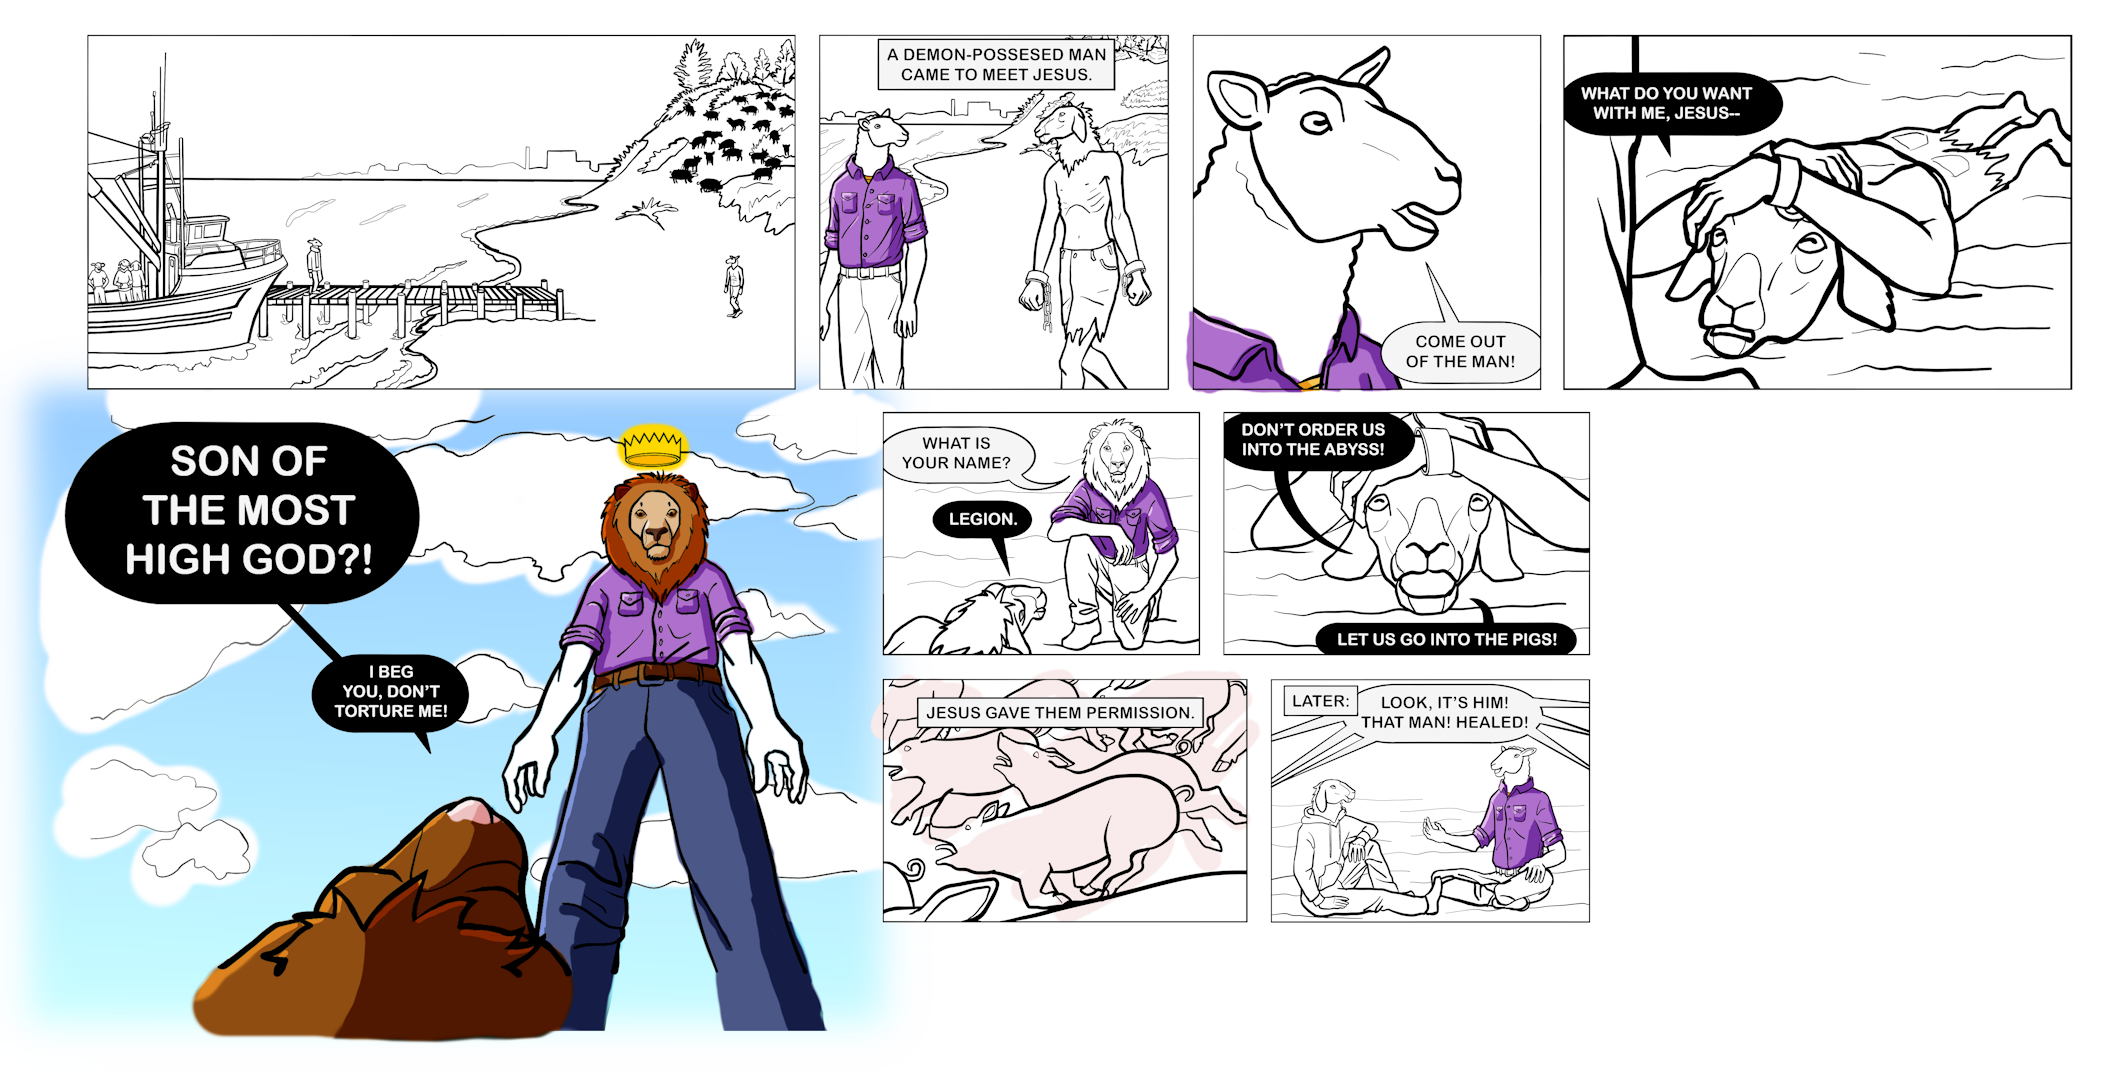 A DEMON-POSSESED MAN
CAME TO MEET JESUS.
COME OUT
OF THE MAN!
WHAT DO YOU WANT
WITH ME, JESUS--
SON OF
THE MOST
HIGH GOD?!
I BEG
YOU, DON'T
TORTURE ME!
WHAT IS
YOUR NAME?
LEGION.
DON'T ORDER US
INTO THE ABYSS!
LET US GO INTO THE PIGS!
JESUS GAVE THEM PERMISSION.
LATER:
LOOK, IT'S HIM!
THAT MAN! HEALED!